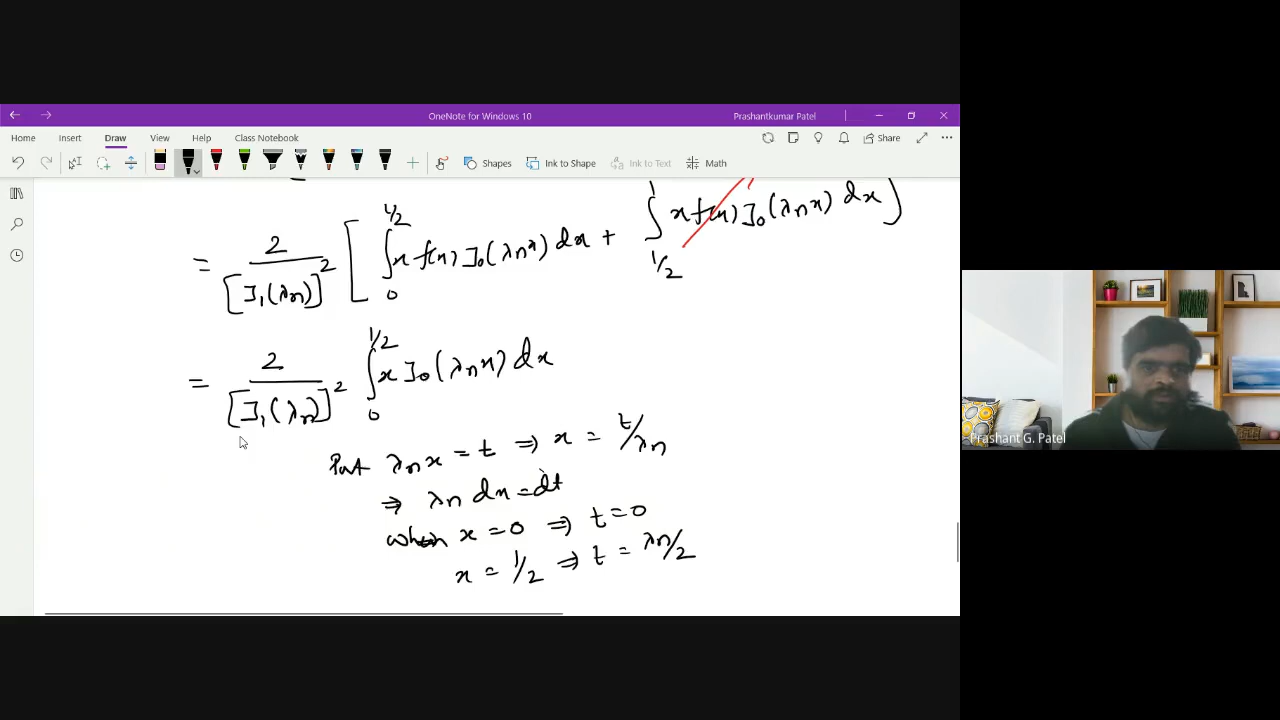 OneNote for Windows 10
Prashantkumar Patel
Home Insert Draw View Help Class Notebook
Share
Shapes Ink to Shape Ink to Text Math
= 2/[J₁(λn)]² [ ∫₀^{1/2} x f(x) J₀(λn x) dx + ∫_{1/2}^1 x f(x) J₀(λn x) dx ]
= 2/[J₁(λn)]² ∫₀^{1/2} x J₀(λn x) dx
Put λn x = t ⇒ x = t/λn
⇒ λn dx = dt
when x = 0 ⇒ t = 0
x = 1/2 ⇒ t = λn/2
Prashant G. Patel